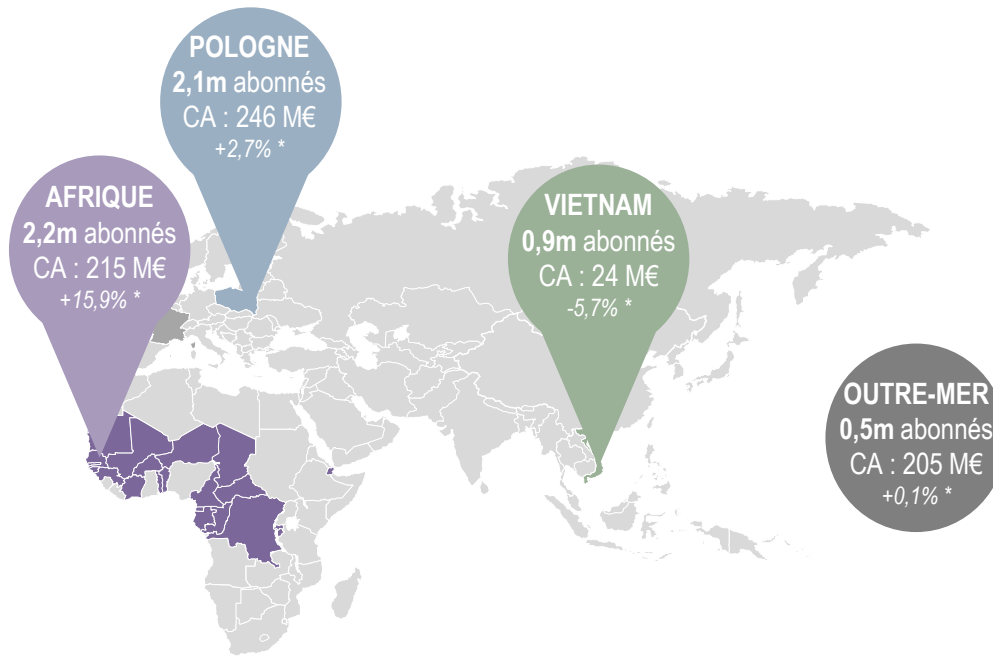 POLOGNE
2,1m abonnés
CA : 246 M€
+2,7% *
AFRIQUE
2,2m abonnés
CA : 215 M€
+15,9% *
VIETNAM
0,9m abonnés
CA : 24 M€
-5,7% *
OUTRE-MER
0,5m abonnés
CA : 205 M€
+0,1% *